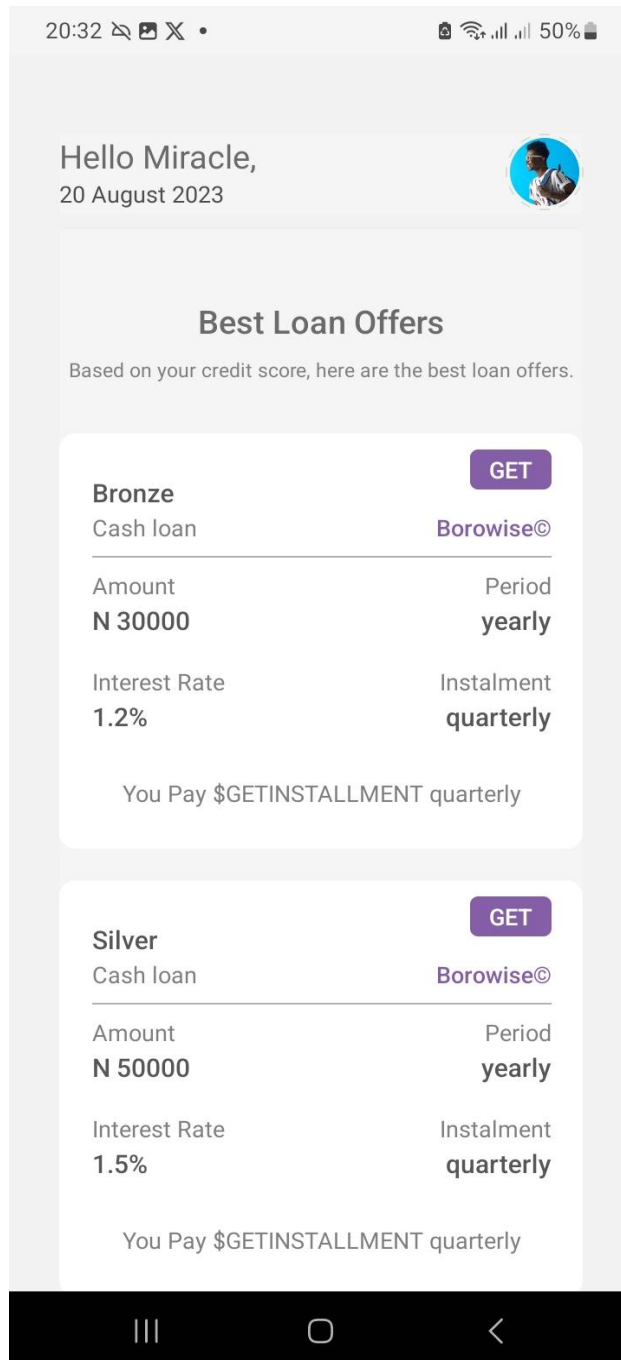 20:32 50%
Hello Miracle,
20 August 2023
Best Loan Offers
Based on your credit score, here are the best loan offers.
GET
Bronze
Cash loan Borowise©
Amount Period
N 30000 yearly
Interest Rate Instalment
1.2% quarterly
You Pay $GETINSTALLMENT quarterly
GET
Silver
Cash loan Borowise©
Amount Period
N 50000 yearly
Interest Rate Instalment
1.5% quarterly
You Pay $GETINSTALLMENT quarterly